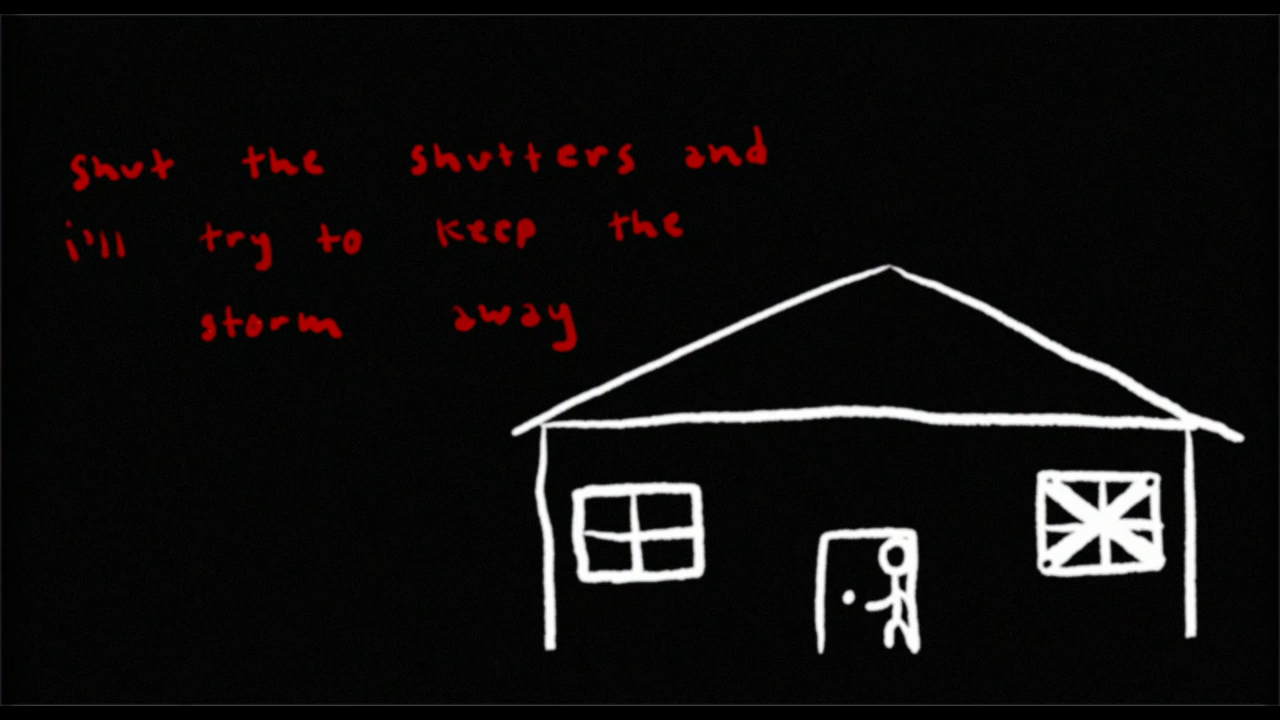 shut the shutters and
i'll try to keep the
storm away